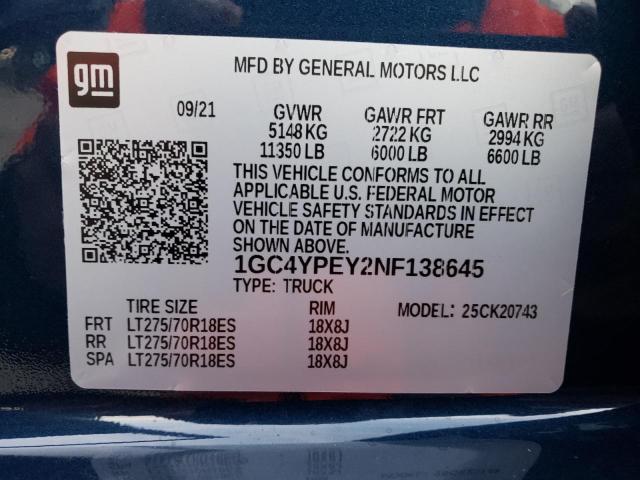 gm
MFD BY GENERAL MOTORS LLC
09/21 GVWR GAWR FRT GAWR RR
5148 KG 2722 KG 2994 KG
11350 LB 6000 LB 6600 LB
THIS VEHICLE CONFORMS TO ALL
APPLICABLE U.S. FEDERAL MOTOR
VEHICLE SAFETY STANDARDS IN EFFECT
ON THE DATE OF MANUFACTURE
SHOWN ABOVE.
1GC4YPEY2NF138645
TYPE: TRUCK
TIRE SIZE RIM MODEL: 25CK20743
FRT LT275/70R18ES 18X8J
RR LT275/70R18ES 18X8J
SPA LT275/70R18ES 18X8J